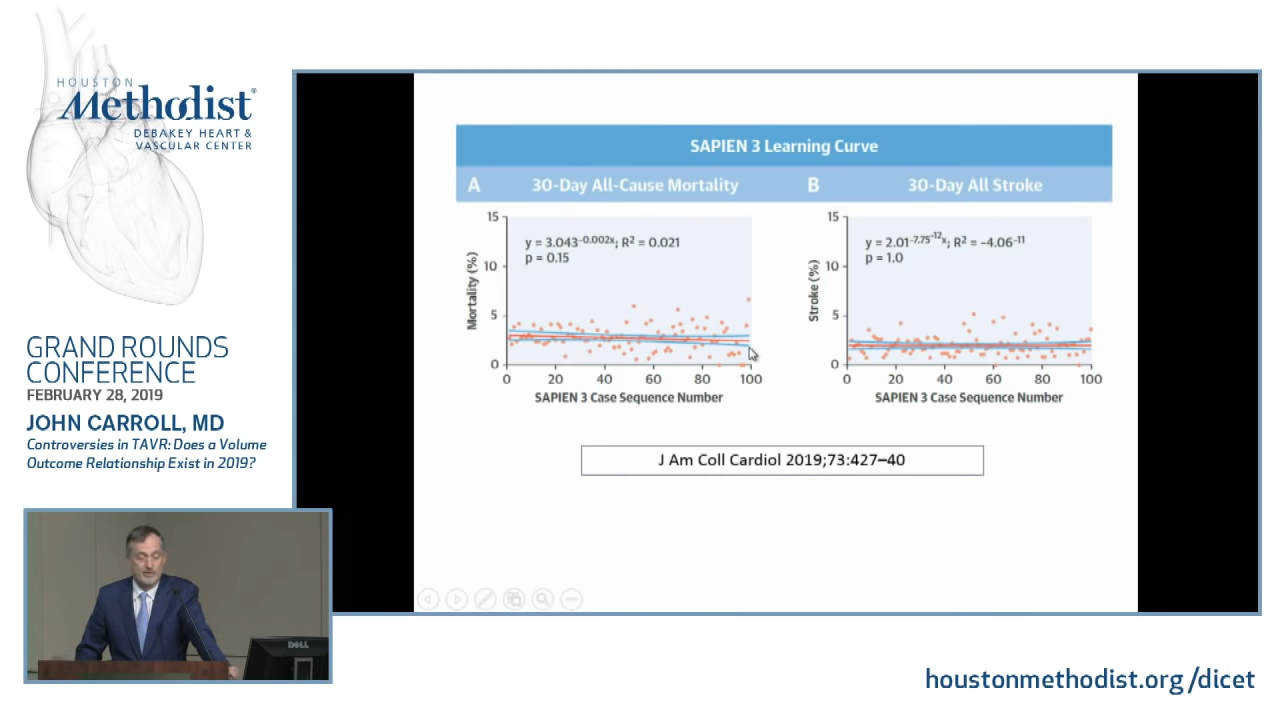 HOUSTON
Methodist®
DEBAKEY HEART &
VASCULAR CENTER
GRAND ROUNDS
CONFERENCE
FEBRUARY 28, 2019
JOHN CARROLL, MD
Controversies in TAVR: Does a Volume
Outcome Relationship Exist in 2019?
SAPIEN 3 Learning Curve
A 30-Day All-Cause Mortality
B 30-Day All Stroke
15
10
5
0
Mortality (%)
y = 3.043^-0.002x; R² = 0.021
p = 0.15
0 20 40 60 80 100
SAPIEN 3 Case Sequence Number
15
10
5
0
Stroke (%)
y = 2.01^-7.75^-12x; R² = -4.06^-11
p = 1.0
0 20 40 60 80 100
SAPIEN 3 Case Sequence Number
J Am Coll Cardiol 2019;73:427–40
DELL
houstonmethodist.org/dicet